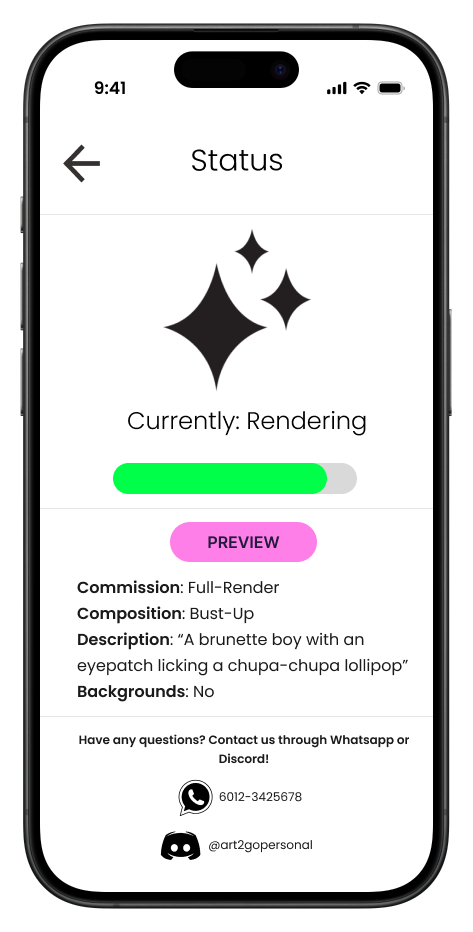 9:41
Status
Currently: Rendering
PREVIEW
Commission: Full-Render
Composition: Bust-Up
Description: “A brunette boy with an
eyepatch licking a chupa-chupa lollipop”
Backgrounds: No
Have any questions? Contact us through Whatsapp or
Discord!
6012-3425678
@art2gopersonal